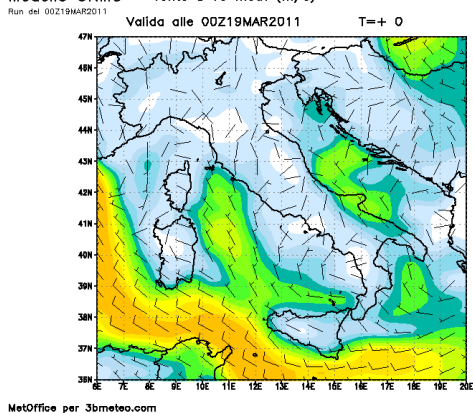 Run del 00Z19MAR2011
Valida alle 00Z19MAR2011 T=+ 0
47N
46N
45N
44N
43N
42N
41N
40N
39N
38N
37N
36N
6E 7E 8E 9E 10E 11E 12E 13E 14E 15E 16E 17E 18E 19E 20E
MetOffice per 3bmeteo.com